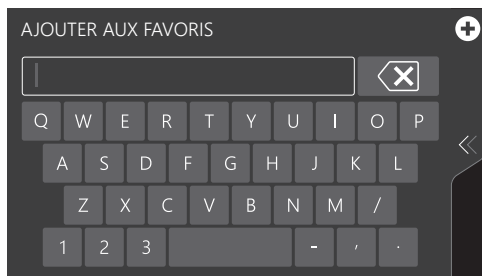 AJOUTER AUX FAVORIS
Q W E R T Y U I O P
A S D F G H J K L
Z X C V B N M /
1 2 3 - , .